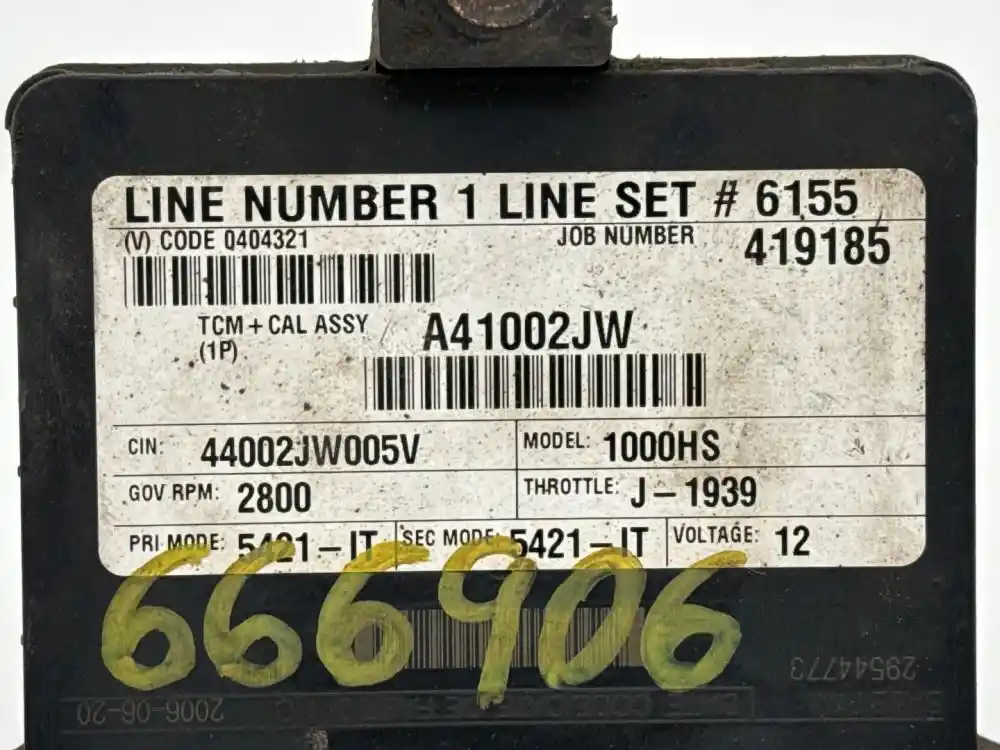 LINE NUMBER 1 LINE SET # 6155
(V) CODE 0404321 JOB NUMBER 419185
TCM + CAL ASSY A41002JW
(1P)
CIN: 44002JW005V MODEL: 1000HS
GOV RPM: 2800 THROTTLE: J-1939
PRI MODE: 5421-IT SEC MODE: 5421-IT VOLTAGE: 12
666906
29544773
2006-06-20